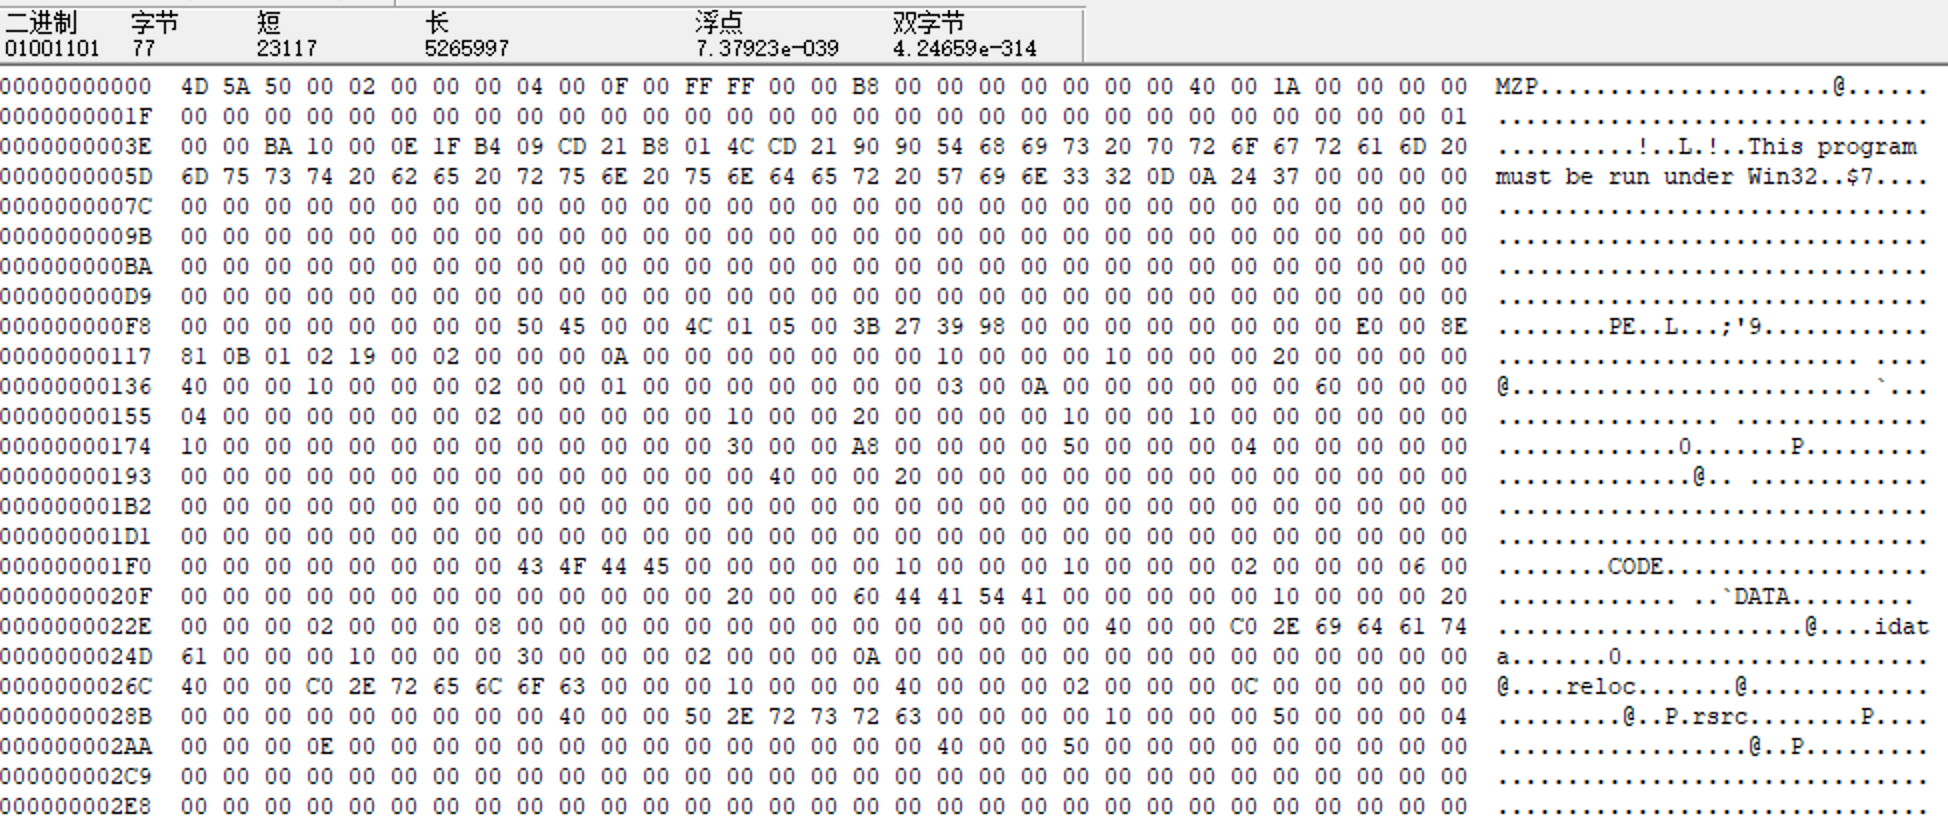 二进制 字节 短 长 浮点 双字节
01001101 77 23117 5265997 7.37923e-039 4.24659e-314
00000000000 4D 5A 50 00 02 00 00 00 04 00 0F 00 FF FF 00 00 B8 00 00 00 00 00 00 00 40 00 1A 00 00 00 00 MZP.....................@......
0000000001F 00 00 00 00 00 00 00 00 00 00 00 00 00 00 00 00 00 00 00 00 00 00 00 00 00 00 00 00 00 00 01 ...............................
0000000003E 00 00 BA 10 00 0E 1F B4 09 CD 21 B8 01 4C CD 21 90 90 54 68 69 73 20 70 72 6F 67 72 61 6D 20 ..........!..L.!..This program
0000000005D 6D 75 73 74 20 62 65 20 72 75 6E 20 75 6E 64 65 72 20 57 69 6E 33 32 0D 0A 24 37 00 00 00 00 must be run under Win32..$7....
0000000007C 00 00 00 00 00 00 00 00 00 00 00 00 00 00 00 00 00 00 00 00 00 00 00 00 00 00 00 00 00 00 00 ...............................
0000000009B 00 00 00 00 00 00 00 00 00 00 00 00 00 00 00 00 00 00 00 00 00 00 00 00 00 00 00 00 00 00 00 ...............................
000000000BA 00 00 00 00 00 00 00 00 00 00 00 00 00 00 00 00 00 00 00 00 00 00 00 00 00 00 00 00 00 00 00 ...............................
000000000D9 00 00 00 00 00 00 00 00 00 00 00 00 00 00 00 00 00 00 00 00 00 00 00 00 00 00 00 00 00 00 00 ...............................
000000000F8 00 00 00 00 00 00 00 00 50 45 00 00 4C 01 05 00 3B 27 39 98 00 00 00 00 00 00 00 00 E0 00 8E ........PE..L...;'9............
00000000117 81 0B 01 02 19 00 02 00 00 00 0A 00 00 00 00 00 00 00 10 00 00 00 10 00 00 00 20 00 00 00 00 .......................... ....
00000000136 40 00 00 10 00 00 00 02 00 00 01 00 00 00 00 00 00 00 03 00 0A 00 00 00 00 00 00 60 00 00 00 @..........................`...
00000000155 04 00 00 00 00 00 00 02 00 00 00 00 00 10 00 00 20 00 00 00 00 10 00 00 10 00 00 00 00 00 00 ................ ..............
00000000174 10 00 00 00 00 00 00 00 00 00 00 00 00 30 00 00 A8 00 00 00 00 50 00 00 00 04 00 00 00 00 00 .............0.......P.........
00000000193 00 00 00 00 00 00 00 00 00 00 00 00 00 00 40 00 00 20 00 00 00 00 00 00 00 00 00 00 00 00 00 ..............@.. .............
000000001B2 00 00 00 00 00 00 00 00 00 00 00 00 00 00 00 00 00 00 00 00 00 00 00 00 00 00 00 00 00 00 00 ...............................
000000001D1 00 00 00 00 00 00 00 00 00 00 00 00 00 00 00 00 00 00 00 00 00 00 00 00 00 00 00 00 00 00 00 ...............................
000000001F0 00 00 00 00 00 00 00 00 43 4F 44 45 00 00 00 00 00 10 00 00 00 10 00 00 00 02 00 00 00 06 00 ........CODE...................
0000000020F 00 00 00 00 00 00 00 00 00 00 00 00 00 20 00 00 60 44 41 54 41 00 00 00 00 00 10 00 00 00 20 ............. ..`DATA.........
0000000022E 00 00 00 02 00 00 00 08 00 00 00 00 00 00 00 00 00 00 00 00 00 00 40 00 00 C0 2E 69 64 61 74 ......................@....idat
0000000024D 61 00 00 00 10 00 00 00 30 00 00 00 02 00 00 00 0A 00 00 00 00 00 00 00 00 00 00 00 00 00 00 a.......0......................
0000000026C 40 00 00 C0 2E 72 65 6C 6F 63 00 00 00 10 00 00 00 40 00 00 00 02 00 00 00 0C 00 00 00 00 00 @....reloc.......@.............
0000000028B 00 00 00 00 00 00 00 00 00 40 00 00 50 2E 72 73 72 63 00 00 00 00 10 00 00 00 50 00 00 00 04 .........@..P.rsrc........P....
000000002AA 00 00 00 0E 00 00 00 00 00 00 00 00 00 00 00 00 00 00 40 00 00 50 00 00 00 00 00 00 00 00 00 ..................@..P.........
000000002C9 00 00 00 00 00 00 00 00 00 00 00 00 00 00 00 00 00 00 00 00 00 00 00 00 00 00 00 00 00 00 00 ...............................
000000002E8 00 00 00 00 00 00 00 00 00 00 00 00 00 00 00 00 00 00 00 00 00 00 00 00 00 00 00 00 00 00 00 ...............................